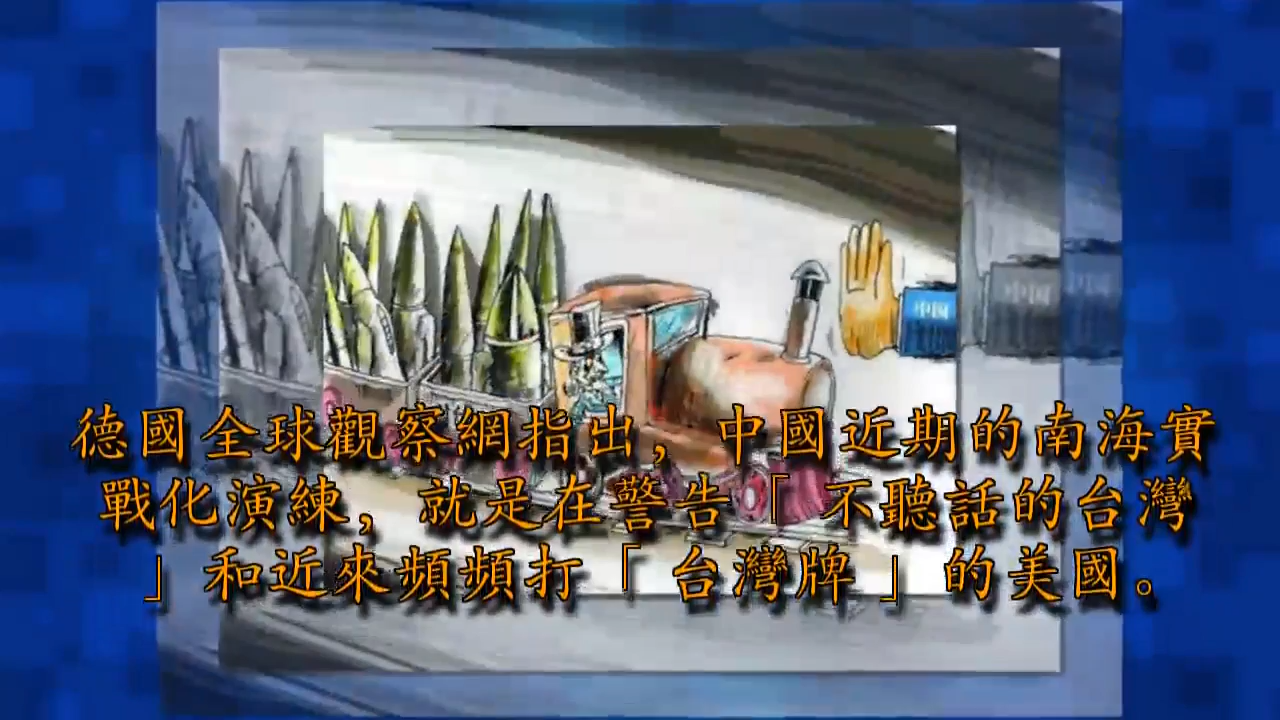 中国
德國全球觀察網指出，中國近期的南海實
戰化演練，就是在警告「不聽話的台灣
」和近來頻頻打「台灣牌」的美國。